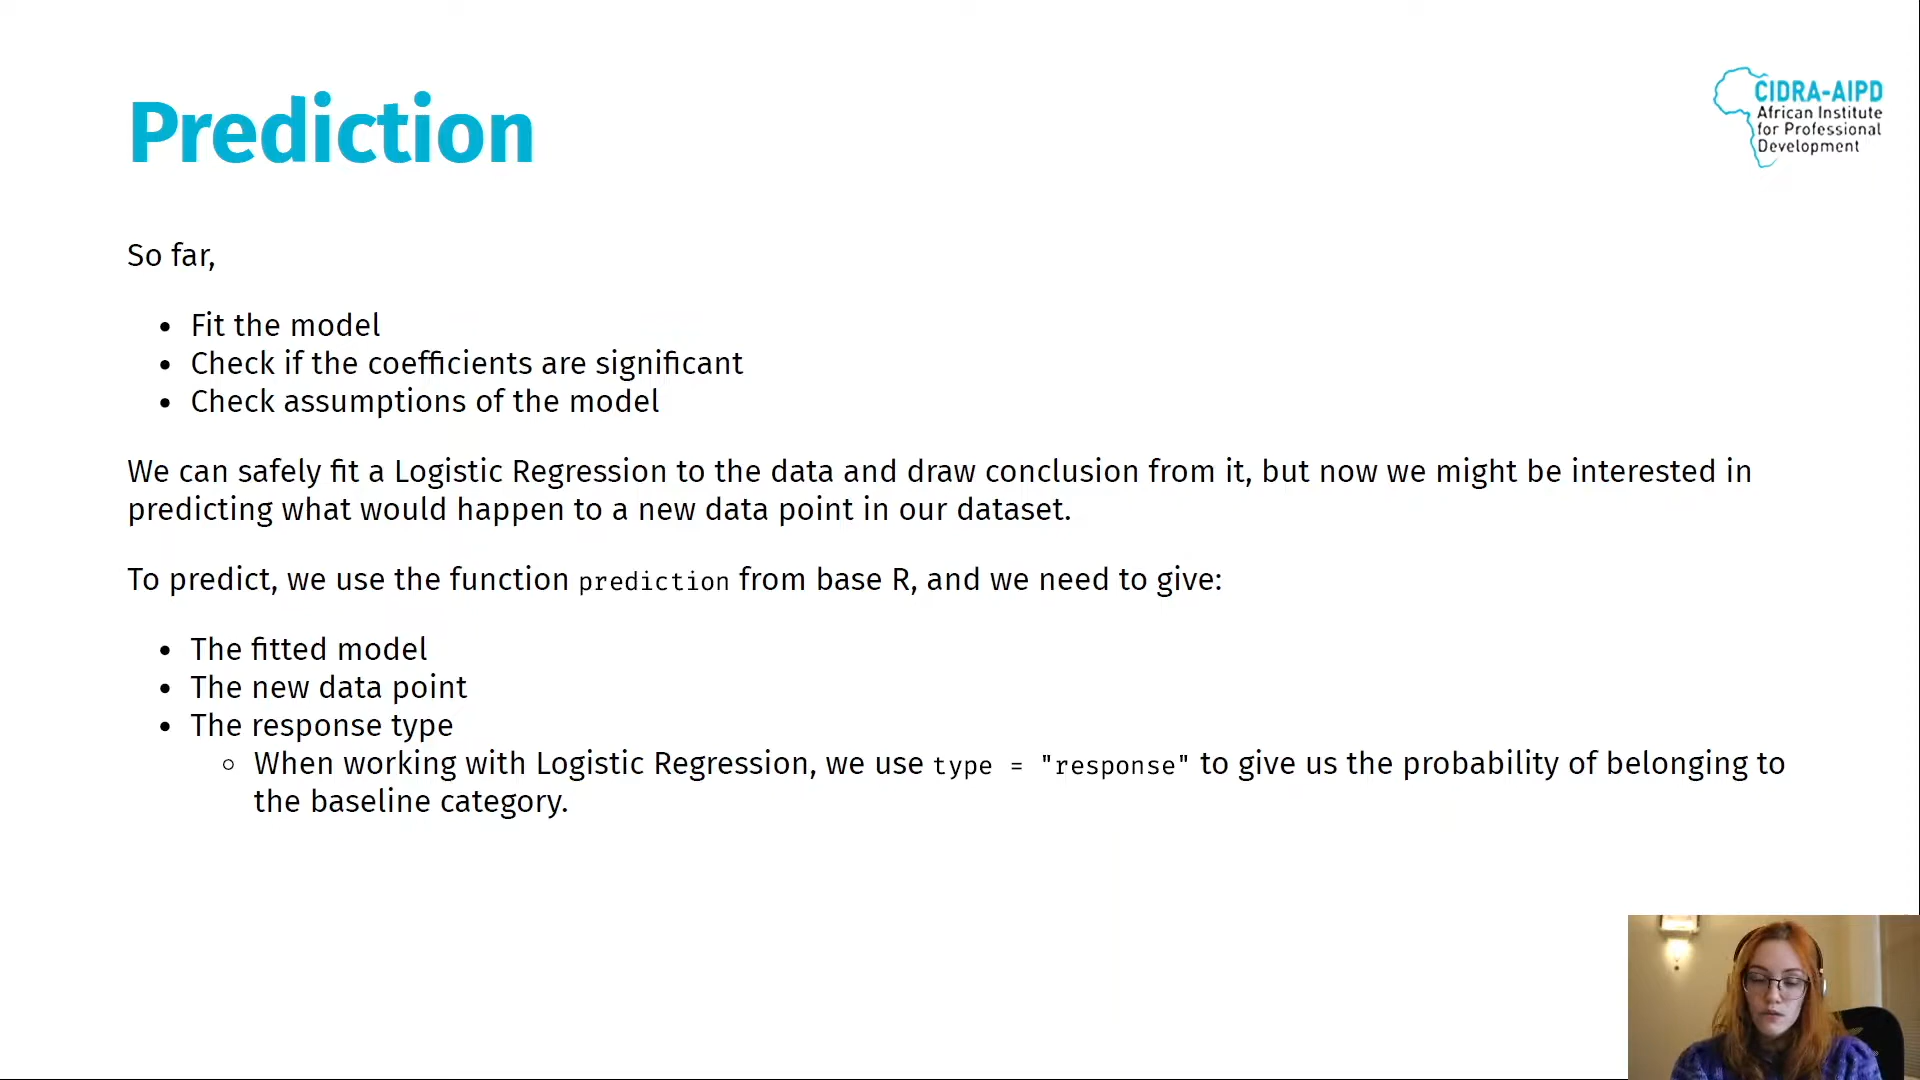 Prediction
CIDRA-AIPD
African Institute
for Professional
Development
So far,
• Fit the model
• Check if the coefficients are significant
• Check assumptions of the model
We can safely fit a Logistic Regression to the data and draw conclusion from it, but now we might be interested in
predicting what would happen to a new data point in our dataset.
To predict, we use the function prediction from base R, and we need to give:
• The fitted model
• The new data point
• The response type
◦ When working with Logistic Regression, we use type = "response" to give us the probability of belonging to
the baseline category.